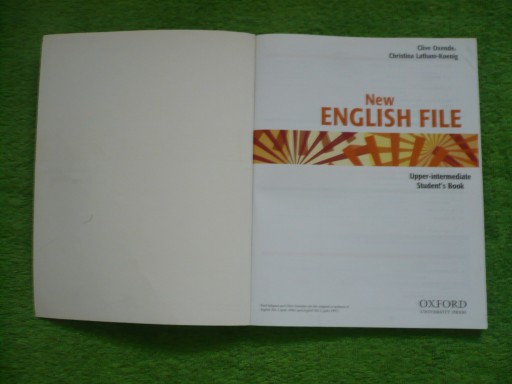 Clive Oxenden
Christina Latham-Koenig
New
ENGLISH FILE
Upper-intermediate
Student's Book
OXFORD
UNIVERSITY PRESS